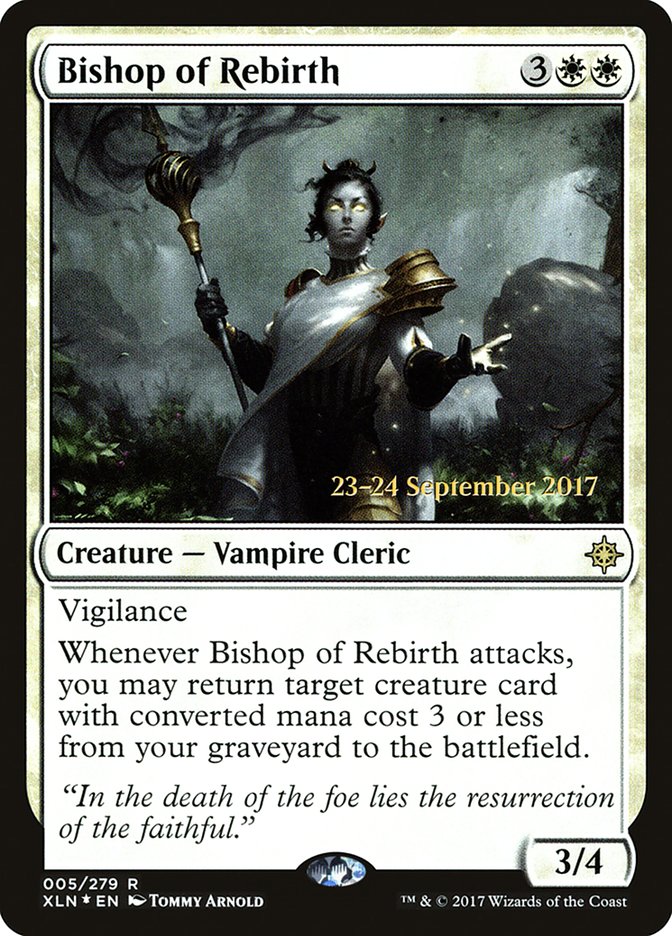 Bishop of Rebirth 3
23–24 September 2017
Creature — Vampire Cleric
Vigilance
Whenever Bishop of Rebirth attacks,
you may return target creature card
with converted mana cost 3 or less
from your graveyard to the battlefield.
“In the death of the foe lies the resurrection
of the faithful.”
3/4
005/279 R
XLN ★ EN Tommy Arnold
™ & © 2017 Wizards of the Coast